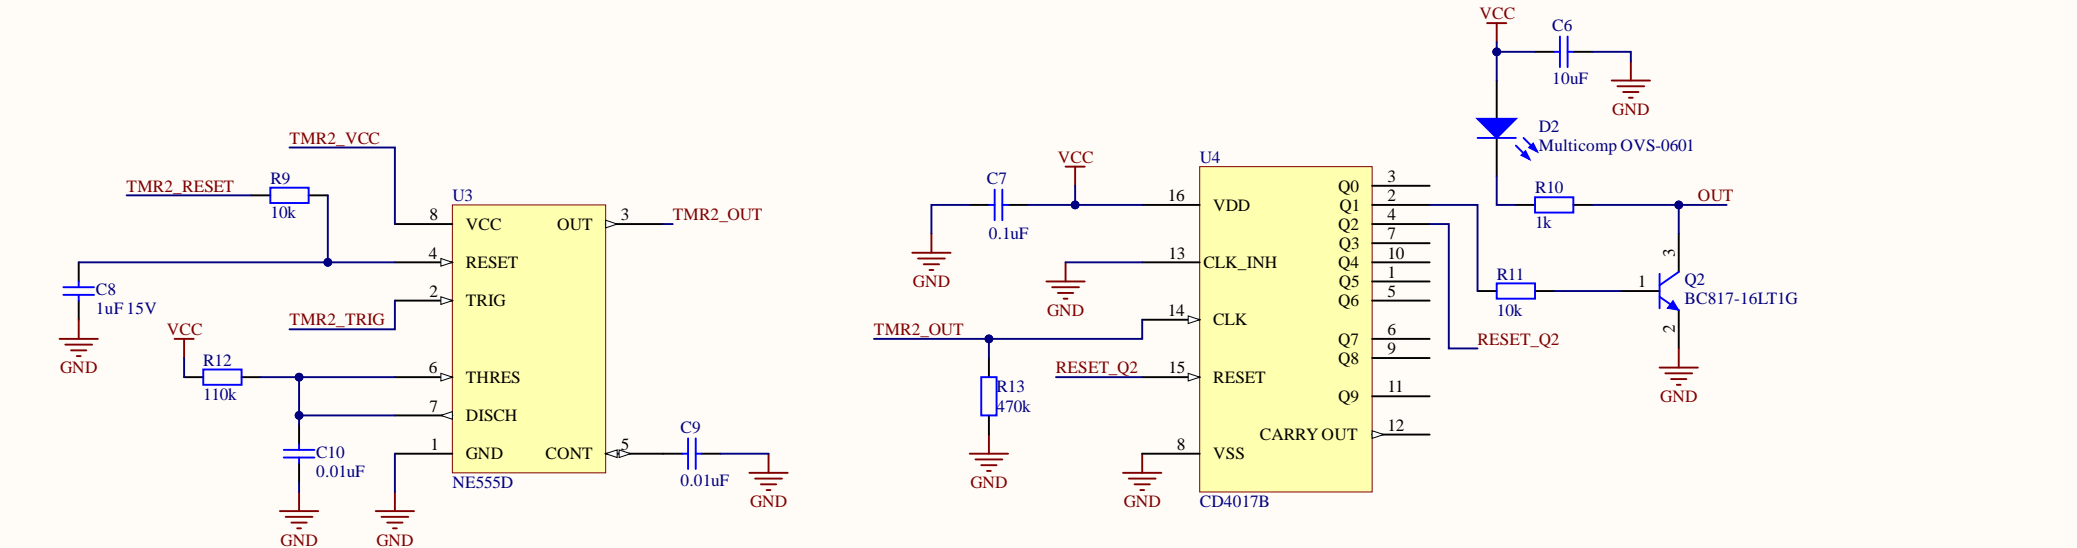 VCC
C6
10uF
GND
D2
Multicomp OVS-0601
TMR2_VCC
R9
TMR2_RESET
10k
U3
8
VCC
OUT
3
TMR2_OUT
4
RESET
2
TRIG
C8
1uF 15V
GND
TMR2_TRIG
VCC
R12
110k
6
THRES
7
DISCH
C10
0.01uF
GND
1
GND
CONT
5
NE555D
GND
C9
0.01uF
GND
U4
VCC
C7
0.1uF
GND
16
VDD
13
CLK_INH
GND
14
CLK
TMR2_OUT
R13
470k
GND
RESET_Q2
15
RESET
8
VSS
GND
Q0
3
Q1
2
Q2
4
Q3
7
Q4
10
Q5
1
Q6
5
Q7
6
Q8
9
Q9
11
CARRY OUT
12
CD4017B
R10
1k
OUT
R11
10k
RESET_Q2
3
1
Q2
BC817-16LT1G
2
GND